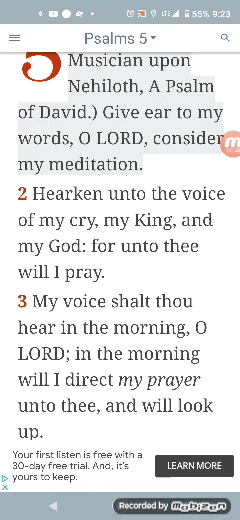 55% 9:23
Psalms 5
5 Musician upon
Nehiloth, A Psalm
of David.) Give ear to my
words, O LORD, consider
my meditation.
2 Hearken unto the voice
of my cry, my King, and
my God: for unto thee
will I pray.
3 My voice shalt thou
hear in the morning, O
LORD; in the morning
will I direct my prayer
unto thee, and will look
up.
Your first listen is free with a
30-day free trial. And, it's
yours to keep.
LEARN MORE
Recorded by Mobizen